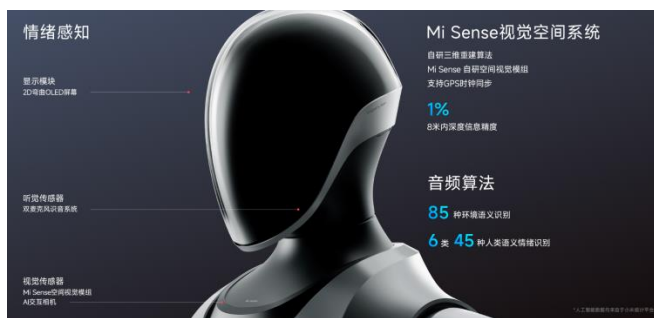 情绪感知
显示模块
2D弯曲OLED屏幕
听觉传感器
双麦克风识音系统
视觉传感器
Mi Sense空间视觉模组
AI交互相机
Mi Sense视觉空间系统
自研三维重建算法
Mi Sense 自研空间视觉模组
支持GPS时钟同步
1%
8米内深度信息精度
音频算法
85 种环境语义识别
6 类 45 种人类语义情绪识别